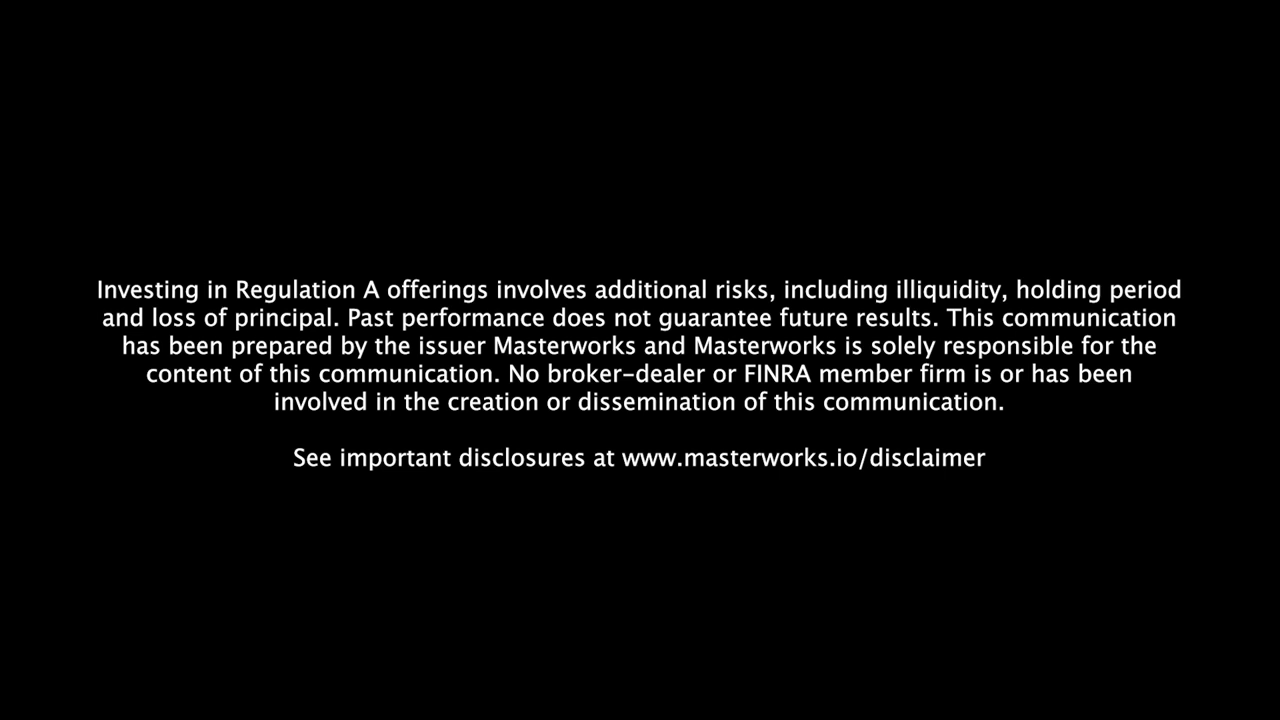 Investing in Regulation A offerings involves additional risks, including illiquidity, holding period
and loss of principal. Past performance does not guarantee future results. This communication
has been prepared by the issuer Masterworks and Masterworks is solely responsible for the
content of this communication. No broker-dealer or FINRA member firm is or has been
involved in the creation or dissemination of this communication.
See important disclosures at www.masterworks.io/disclaimer